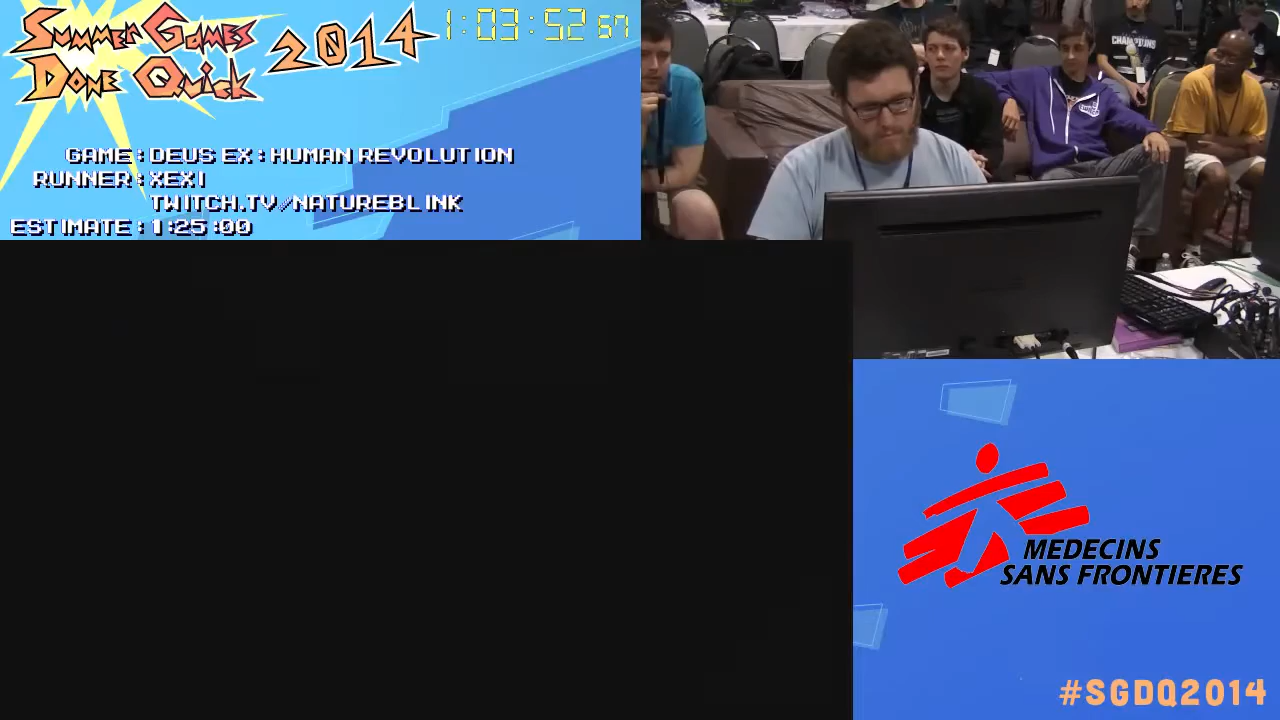 Summer Games
Done Quick
2014
1:03:52 67
GAME: DEUS EX: HUMAN REVOLUTION
RUNNER: XEXI
TWITCH.TV/NATUREBLINK
ESTIMATE: 1:25:00
CHAMPIONS
MEDECINS
SANS FRONTIERES
#SGDQ2014